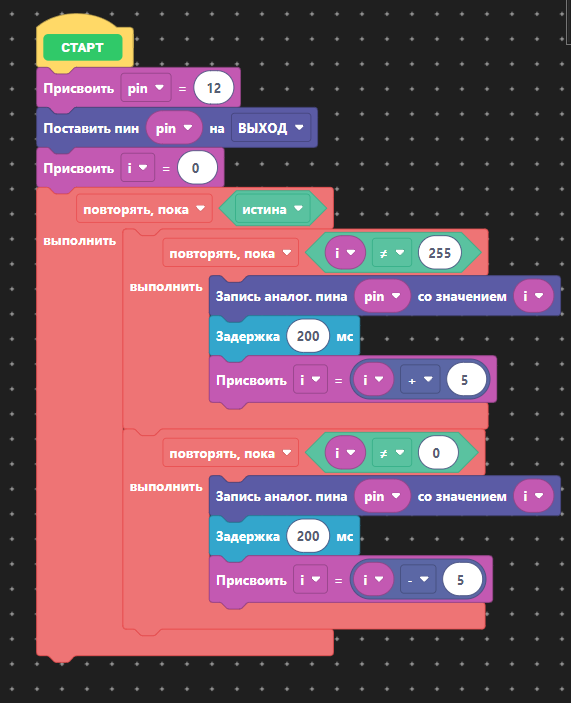 СТАРТ
Присвоить pin = 12
Поставить пин pin на ВЫХОД
Присвоить i = 0
повторять, пока истина
выполнить
повторять, пока i ≠ 255
выполнить
Запись аналог. пина pin со значением i
Задержка 200 мс
Присвоить i = i + 5
повторять, пока i ≠ 0
выполнить
Запись аналог. пина pin со значением i
Задержка 200 мс
Присвоить i = i - 5